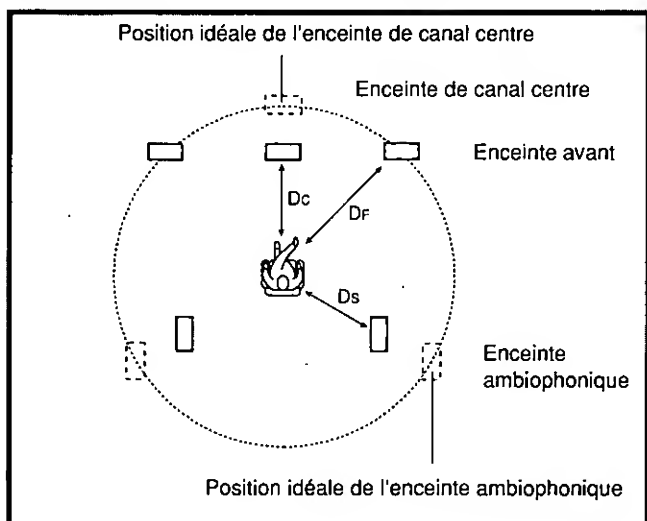 Position idéale de l'enceinte de canal centre
Enceinte de canal centre
Enceinte avant
Dc
DF
Ds
Enceinte
ambiophonique
Position idéale de l'enceinte ambiophonique